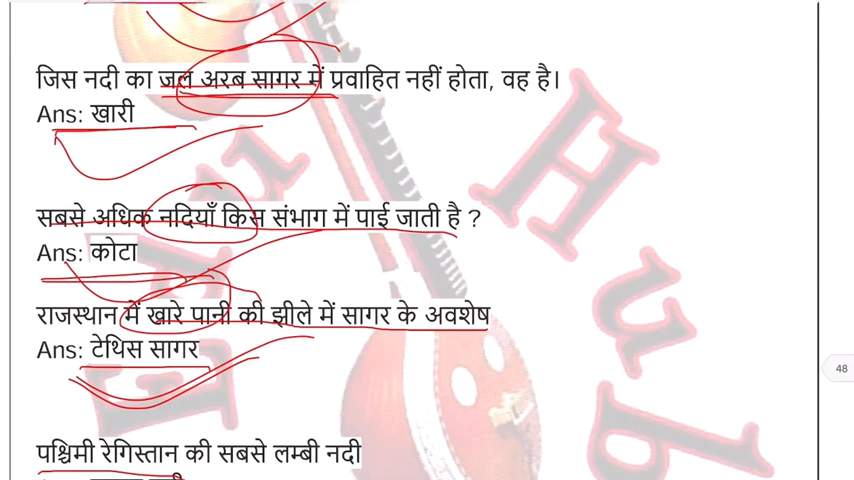 जिस नदी का जल अरब सागर में प्रवाहित नहीं होता, वह है।
Ans: खारी
सबसे अधिक नदियाँ किस संभाग में पाई जाती है ?
Ans: कोटा
राजस्थान में खारे पानी की झीले में सागर के अवशेष
Ans: टेथिस सागर
पश्चिमी रेगिस्तान की सबसे लम्बी नदी
48
Hub